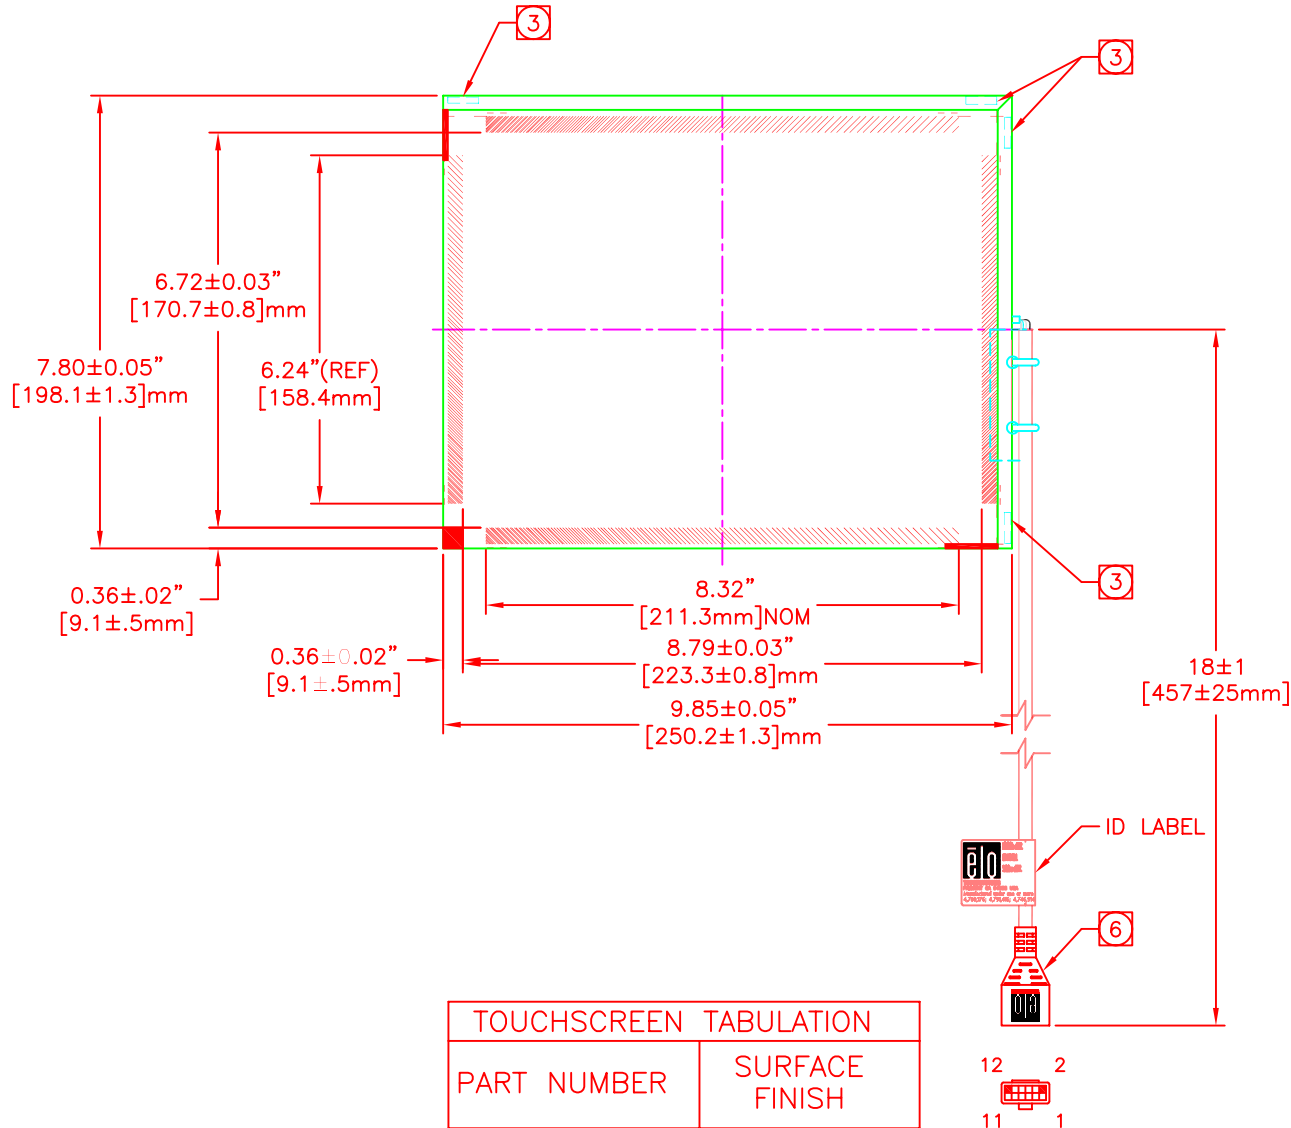 3
3
6.72±0.03”
[170.7±0.8]mm
7.80±0.05”
[198.1±1.3]mm
6.24”(REF)
[158.4mm]
0.36±.02”
[9.1±.5mm]
8.32”
[211.3mm]NOM
3
0.36±0.02”
[9.1±.5mm]
8.79±0.03”
[223.3±0.8]mm
18±1
[457±25mm]
9.85±0.05”
[250.2±1.3]mm
ID LABEL
ēlo
6
elo
TOUCHSCREEN TABULATION
PART NUMBER
SURFACE
FINISH
12 2
11 1